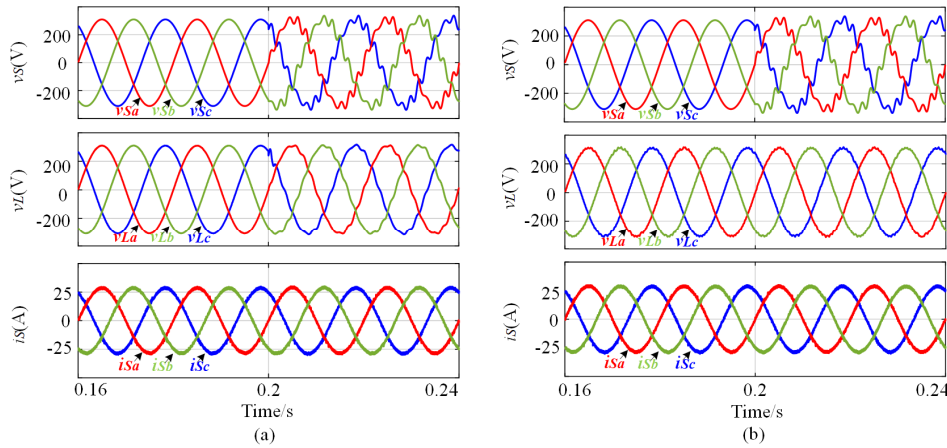 vS(V)
200
0
-200
vSa vSb vSc
vL(V)
200
0
-200
vLa vLb vLc
iS(A)
25
0
-25
iSa iSb iSc
0.16 0.2 0.24
Time/s
(a)
vS(V)
200
0
-200
vSa vSb vSc
vL(V)
200
0
-200
vLa vLb vLc
iS(A)
25
0
-25
iSa iSb iSc
0.16 0.2 0.24
Time/s
(b)